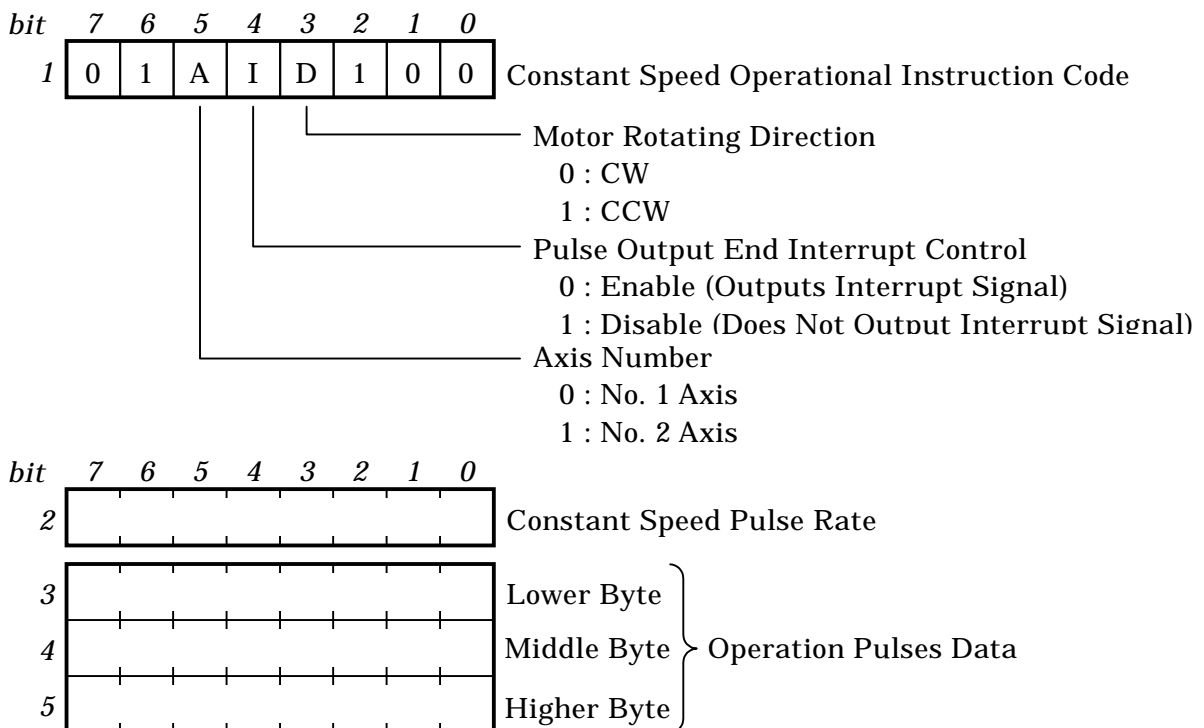 bit 7 6 5 4 3 2 1 0
1 0 1 A I D 1 0 0 Constant Speed Operational Instruction Code
Motor Rotating Direction
0 : CW
1 : CCW
Pulse Output End Interrupt Control
0 : Enable (Outputs Interrupt Signal)
1 : Disable (Does Not Output Interrupt Signal)
Axis Number
0 : No. 1 Axis
1 : No. 2 Axis
bit 7 6 5 4 3 2 1 0
2 Constant Speed Pulse Rate
3 Lower Byte
4 Middle Byte Operation Pulses Data
5 Higher Byte